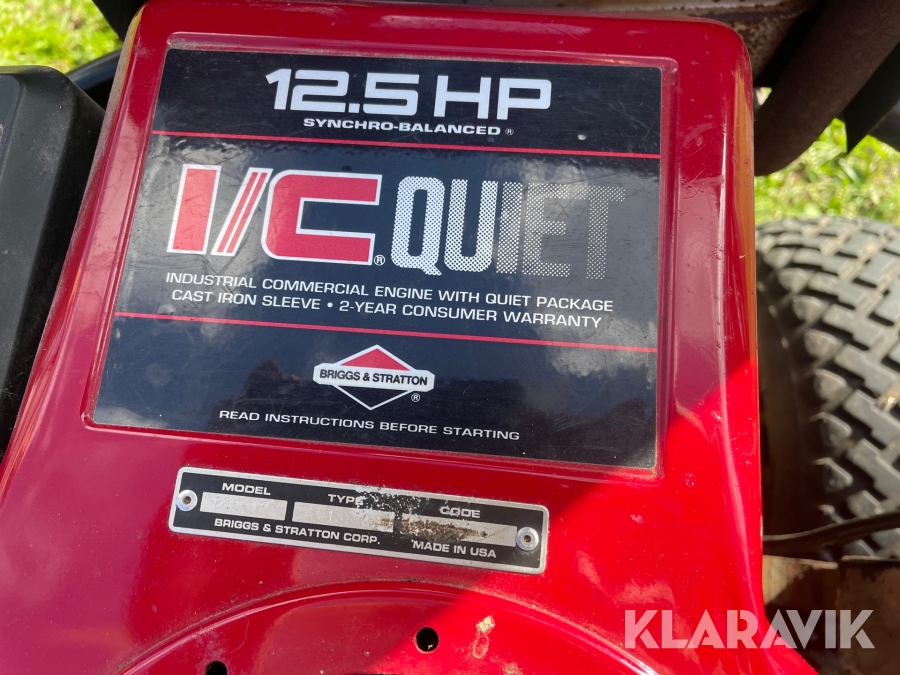 12.5 HP
SYNCHRO-BALANCED ®
I/C® QUIET
INDUSTRIAL COMMERCIAL ENGINE WITH QUIET PACKAGE
CAST IRON SLEEVE • 2-YEAR CONSUMER WARRANTY
BRIGGS & STRATTON
®
READ INSTRUCTIONS BEFORE STARTING
MODEL TYPE CODE
BRIGGS & STRATTON CORP. MADE IN USA
KLARAVIK